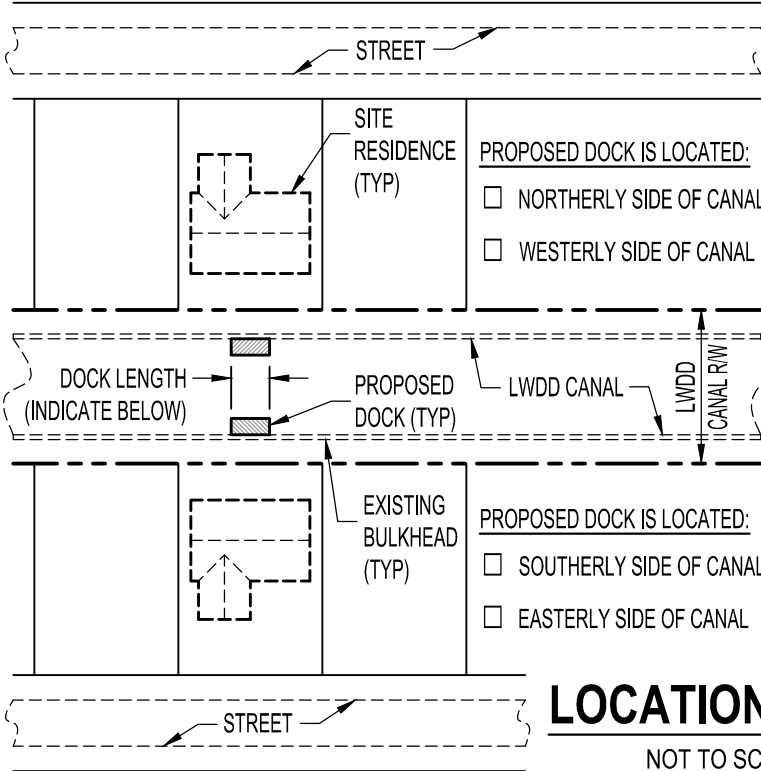 STREET
SITE
RESIDENCE
(TYP)
PROPOSED DOCK IS LOCATED:
NORTHERLY SIDE OF CANAL
WESTERLY SIDE OF CANAL
DOCK LENGTH
(INDICATE BELOW)
PROPOSED
DOCK (TYP)
LWDD CANAL
LWDD
CANAL R/W
EXISTING
BULKHEAD
(TYP)
PROPOSED DOCK IS LOCATED:
SOUTHERLY SIDE OF CANAL
EASTERLY SIDE OF CANAL
STREET
LOCATION
NOT TO SC